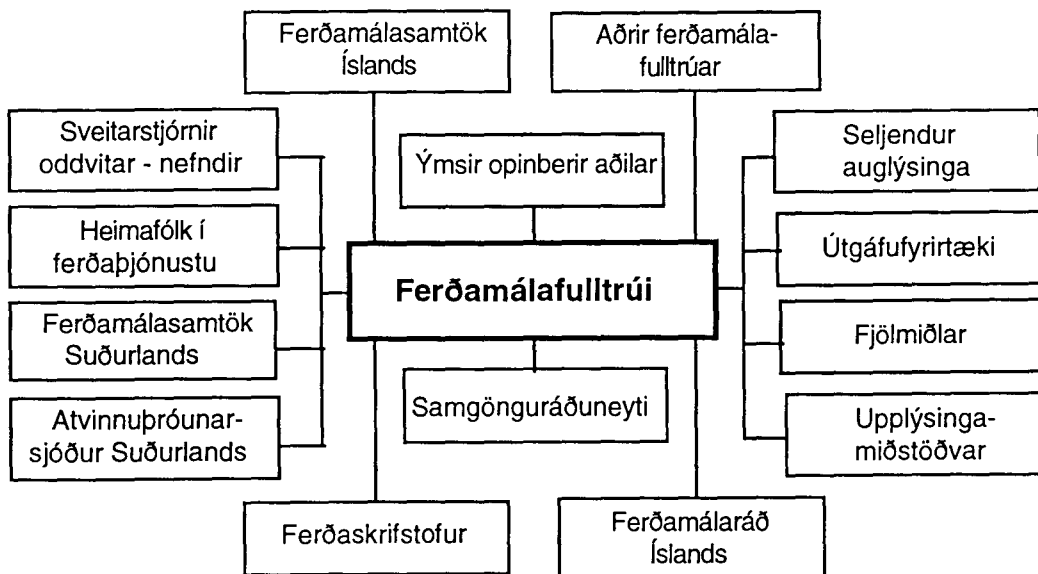 Ferðamálasamtök
Íslands
Aðrir ferðamála-
fulltrúar
Sveitarstjórnir
oddvitar - nefndir
Ýmsir opinberir aðilar
Seljendur
auglýsinga
Heimafólk í
ferðaþjónustu
Útgáfufyrirtæki
Ferðamálafulltrúi
Ferðamálasamtök
Suðurlands
Fjölmiðlar
Samgönguráðuneyti
Atvinnuþróunar-
sjóður Suðurlands
Upplýsinga-
miðstöðvar
Ferðaskrifstofur
Ferðamálaráð
Íslands